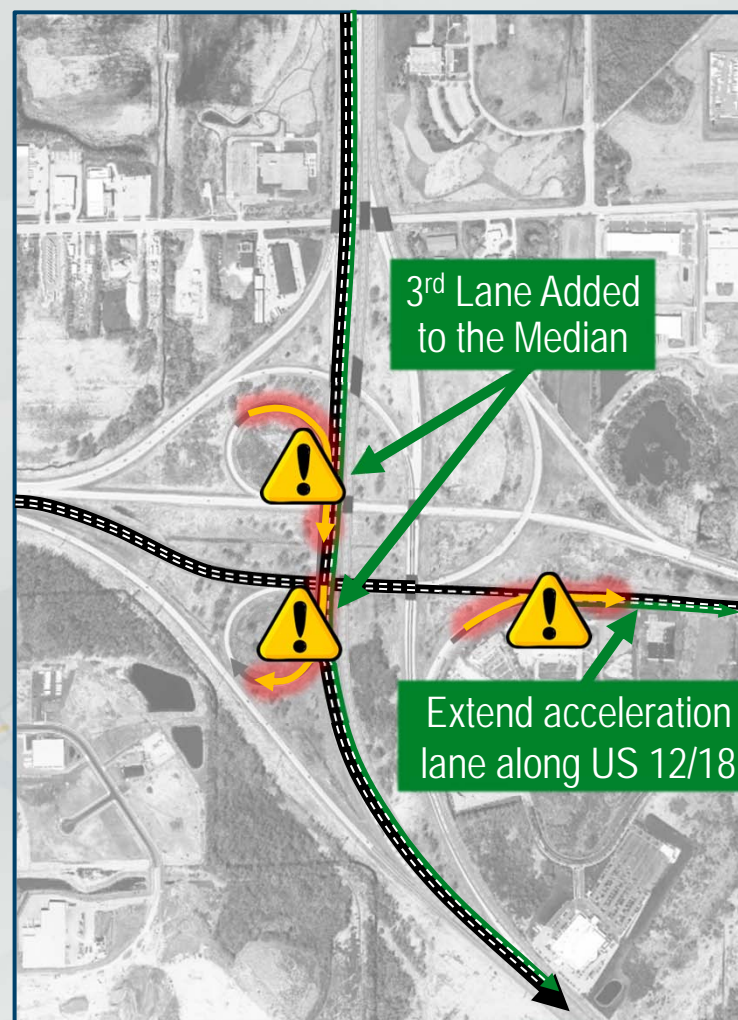 3rd Lane Added
to the Median
Extend acceleration
lane along US 12/18